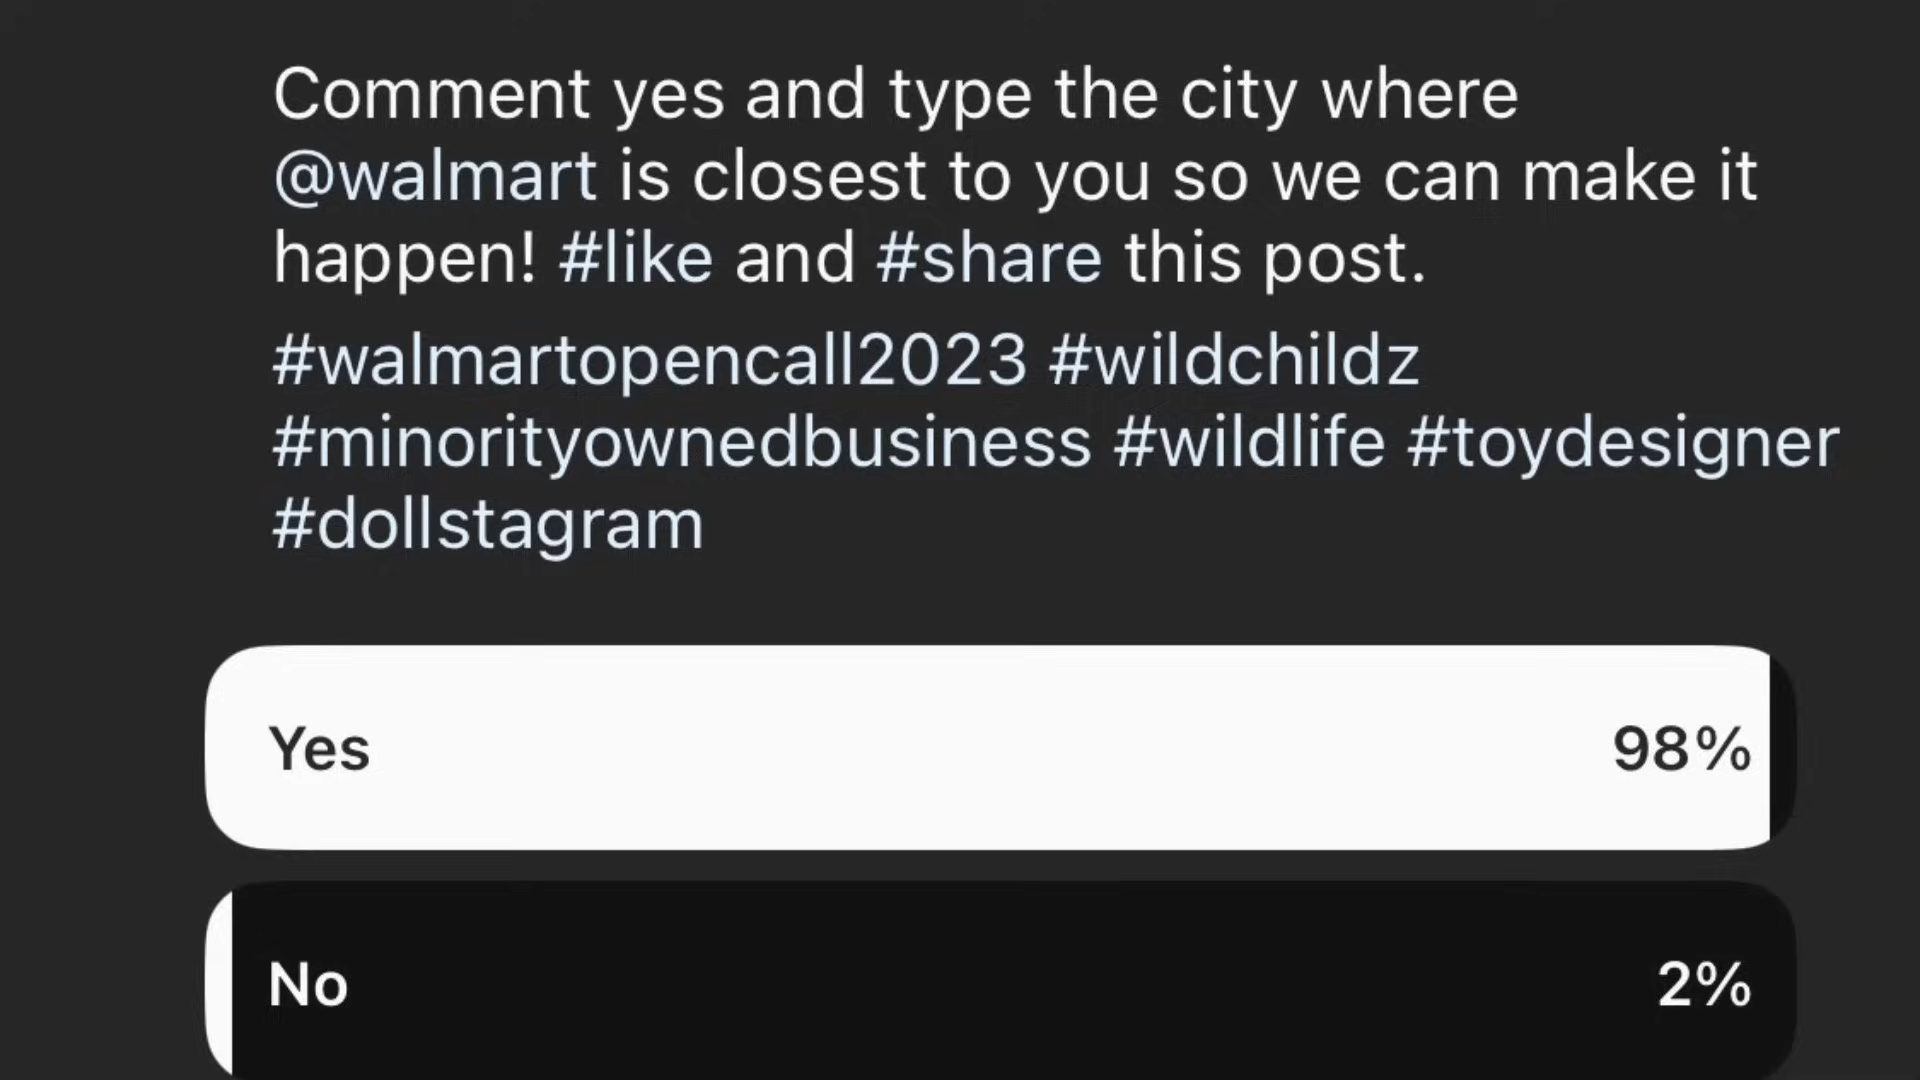 Comment yes and type the city where
@walmart is closest to you so we can make it
happen! #like and #share this post.
#walmartopencall2023 #wildchildz
#minorityownedbusiness #wildlife #toydesigner
#dollstagram
Yes 98%
No 2%